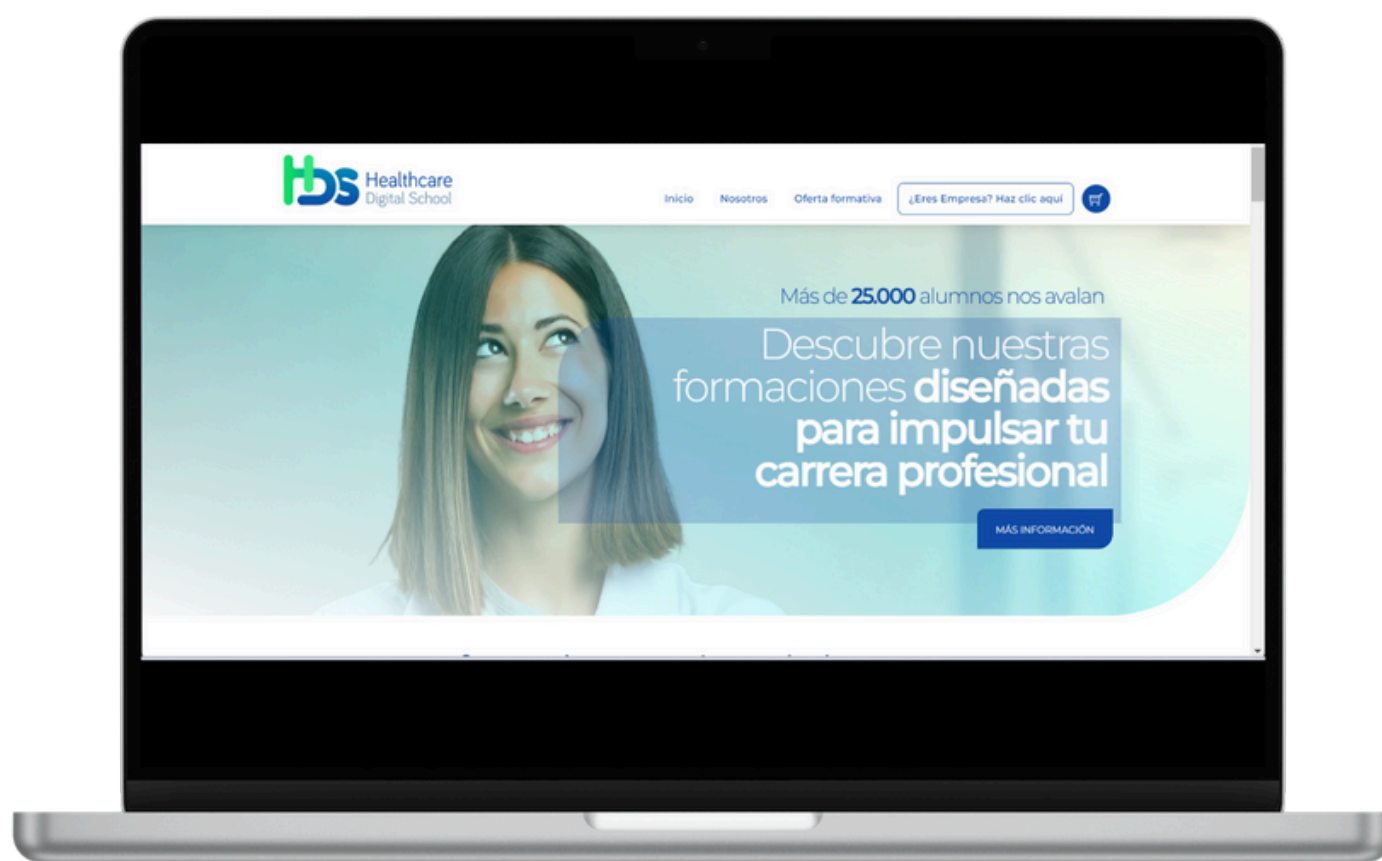 HDS Healthcare
Digital School
Inicio Nosotros Oferta formativa ¿Eres Empresa? Haz clic aquí
Más de 25.000 alumnos nos avalan
Descubre nuestras
formaciones diseñadas
para impulsar tu
carrera profesional
MÁS INFORMACIÓN